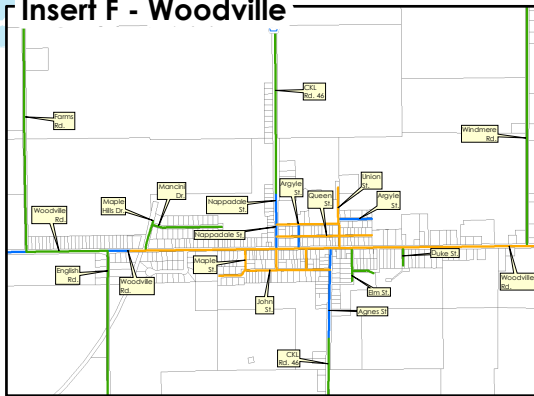 Insert F - Woodville
CKL
Rd. 46
Farms
Rd.
Windmere
Rd.
Union
St.
Mancini
Dr.
Argyle
St.
Argyle
St.
Maple
Hills Dr.
Nappadale
St.
Queen
St.
Woodville
Rd.
Nappadale St.
Duke St.
Maple
St.
English
Rd.
Woodville
Rd.
Woodville
Rd.
Elm St.
John
St.
Agnes St
CKL
Rd. 46